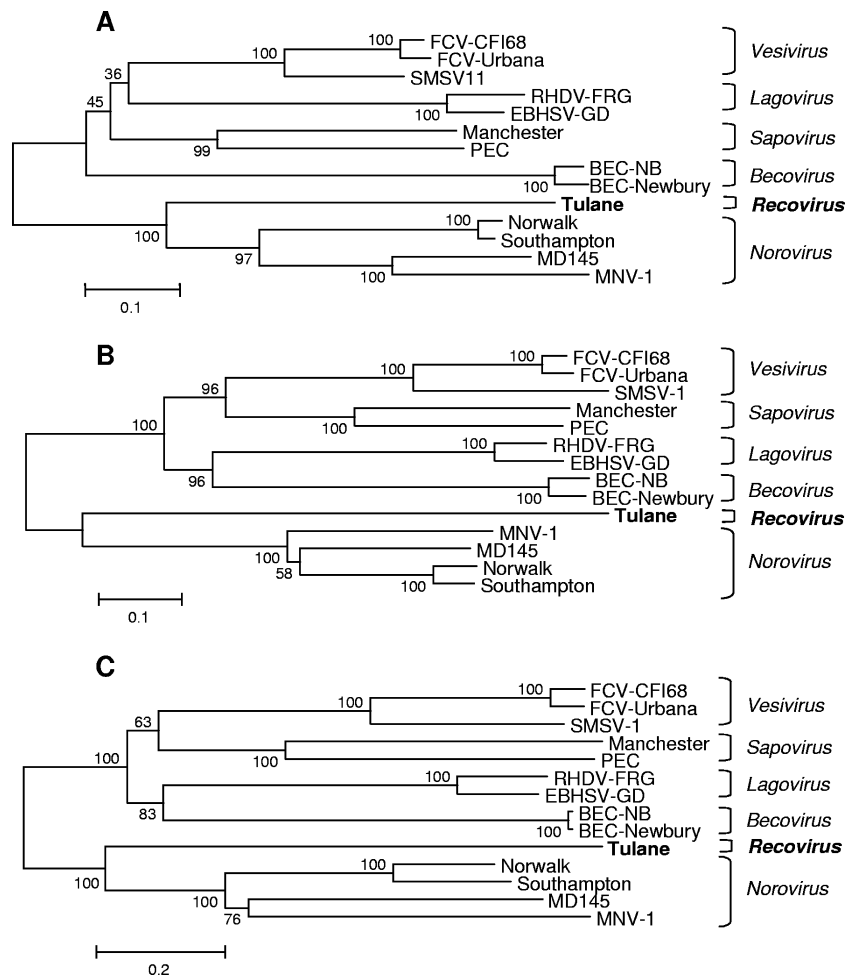 A
100 FCV-CFI68
100 FCV-Urbana
SMSV11
Vesivirus
36
RHDV-FRG
100 EBHSV-GD
Lagovirus
45
Manchester
99 PEC
Sapovirus
BEC-NB
100 BEC-Newbury
Becovirus
Tulane
Recovirus
100
100 Norwalk
Southampton
97
MD145
100 MNV-1
Norovirus
0.1
B
100 FCV-CFI68
100 FCV-Urbana
SMSV-1
Vesivirus
96
Manchester
100 PEC
Sapovirus
100
100 RHDV-FRG
EBHSV-GD
Lagovirus
96
BEC-NB
100 BEC-Newbury
Becovirus
Tulane
Recovirus
MNV-1
100
MD145
58
Norwalk
100 Southampton
Norovirus
0.1
C
100 FCV-CFI68
100 FCV-Urbana
SMSV-1
Vesivirus
63
Manchester
100 PEC
Sapovirus
100
100 RHDV-FRG
EBHSV-GD
Lagovirus
83
BEC-NB
100 BEC-Newbury
Becovirus
Tulane
Recovirus
100
100 Norwalk
Southampton
100
MD145
76
MNV-1
Norovirus
0.2